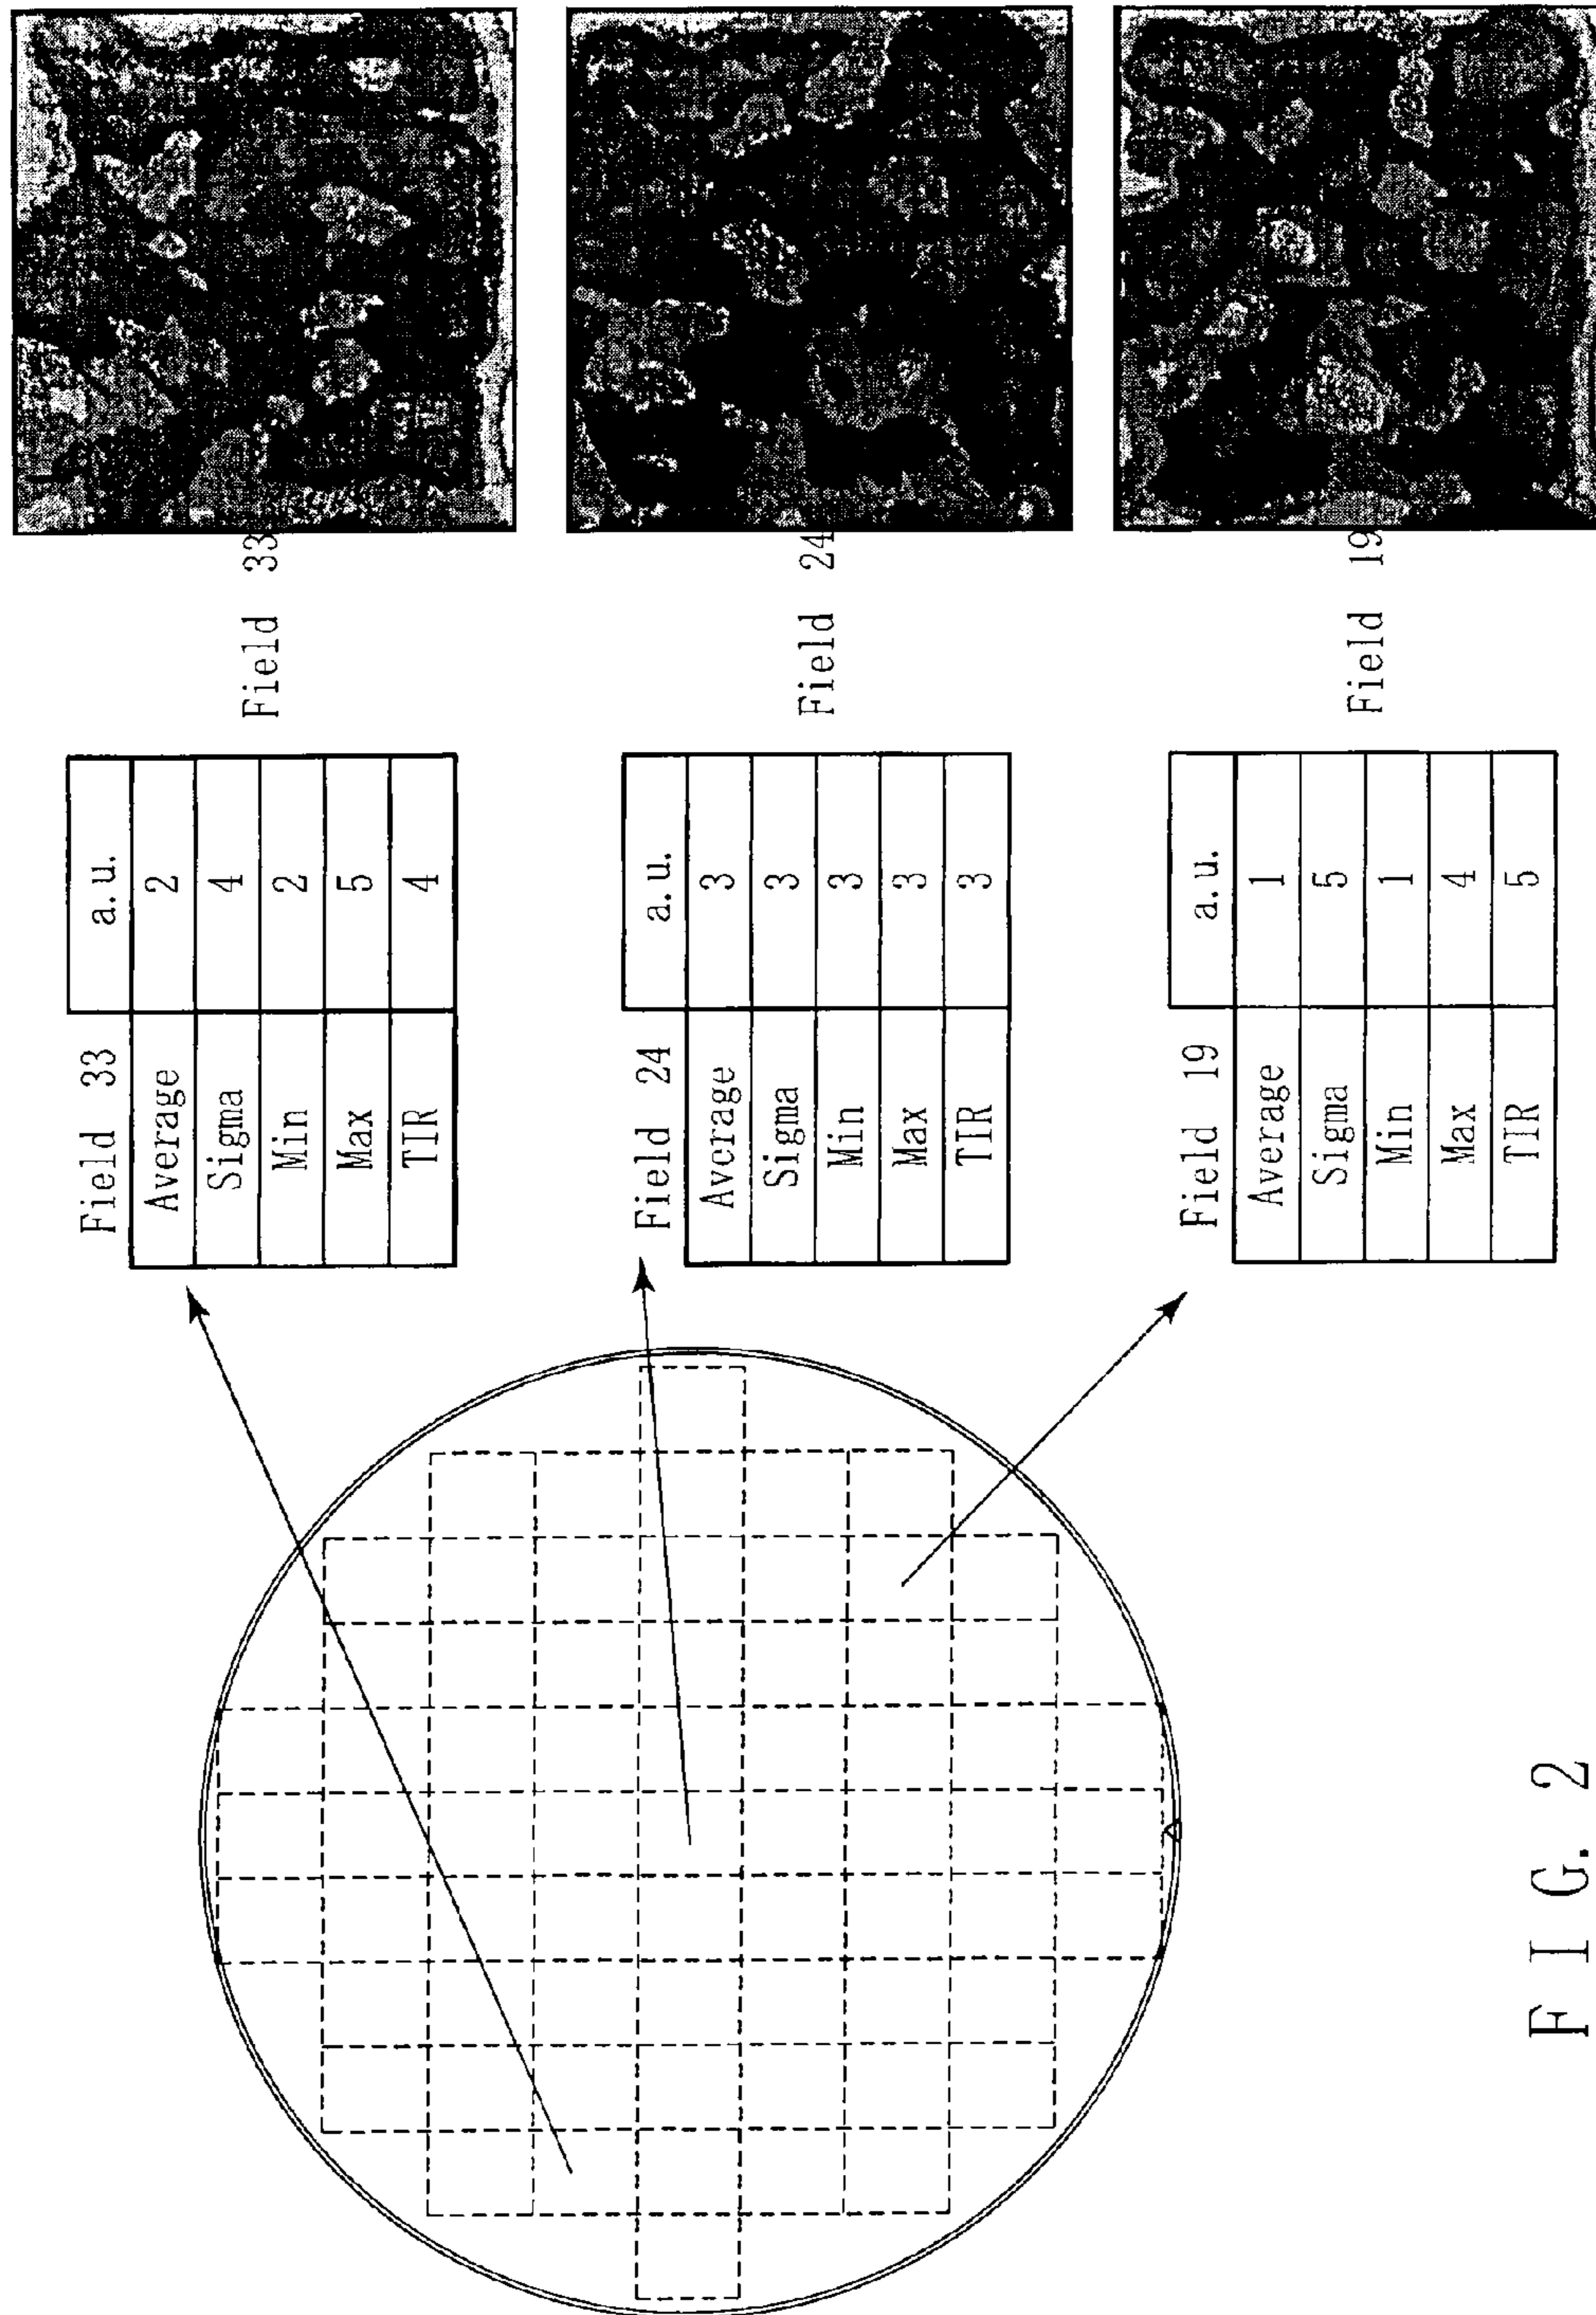 Field 33
a.u.
Average 2
Sigma 4
Min 2
Max 5
TIR 4
Field 33
Field 24
a.u.
Avcrage 3
Sigma 3
Min 3
Max 3
TIR 3
Field 24
Field 19
a.u.
Average 1
Sigma 5
Min 1
Max 4
TIR 5
Field 19
FIG. 2